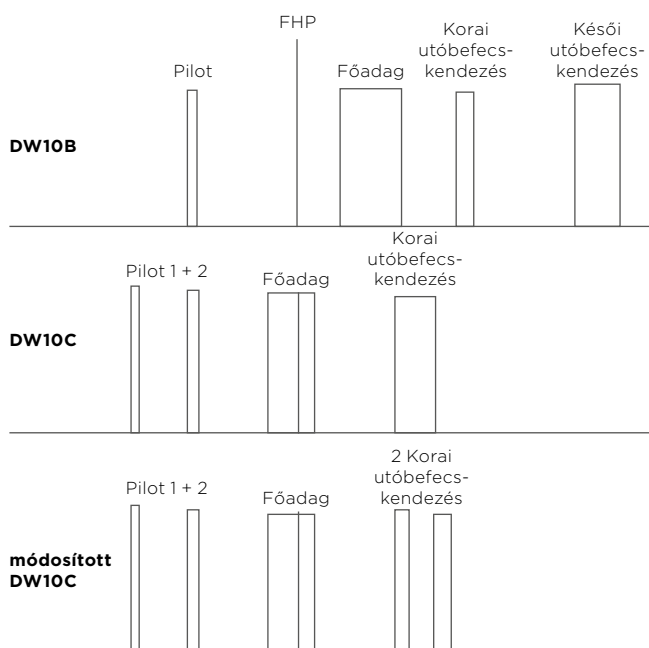 FHP
Pilot
Főadag
Korai
utóbefecs-
kendezés
Késői
utóbefecs-
kendezés
DW10B
Pilot 1 + 2
Főadag
Korai
utóbefecs-
kendezés
DW10C
Pilot 1 + 2
Főadag
2 Korai
utóbefecs-
kendezés
módosított
DW10C